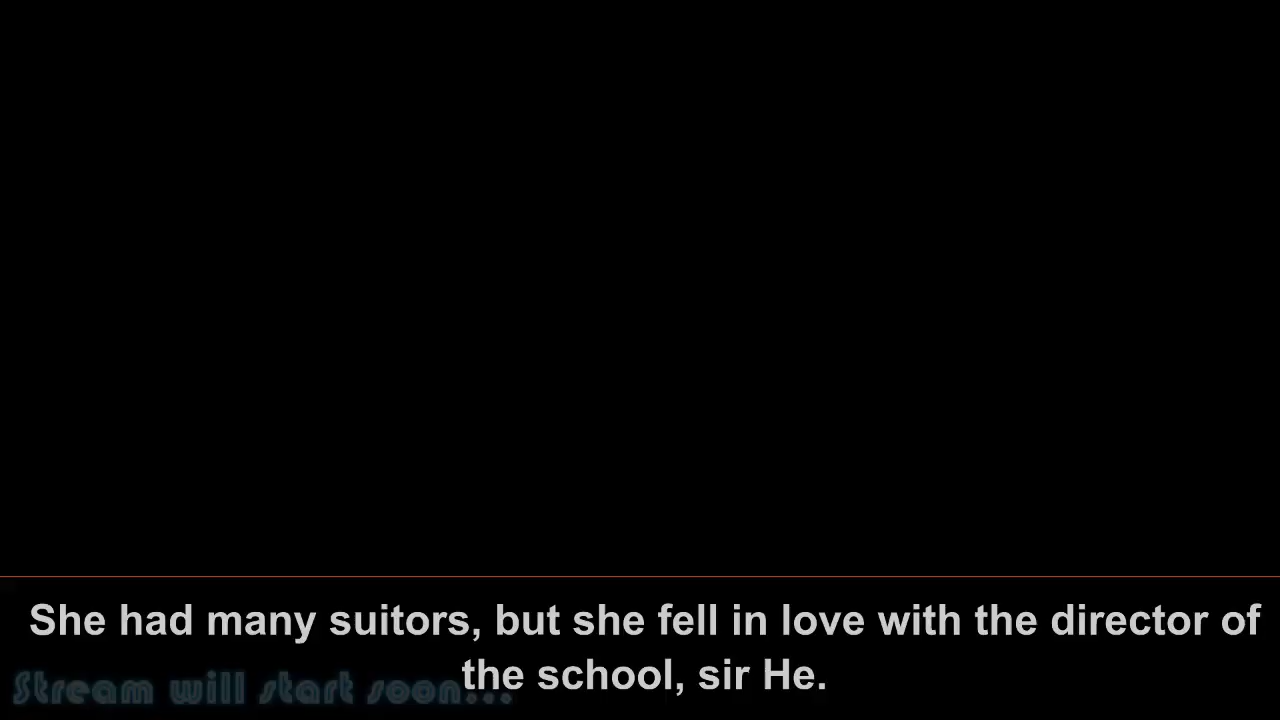 She had many suitors, but she fell in love with the director of
the school, sir He.
Stream will start soon...